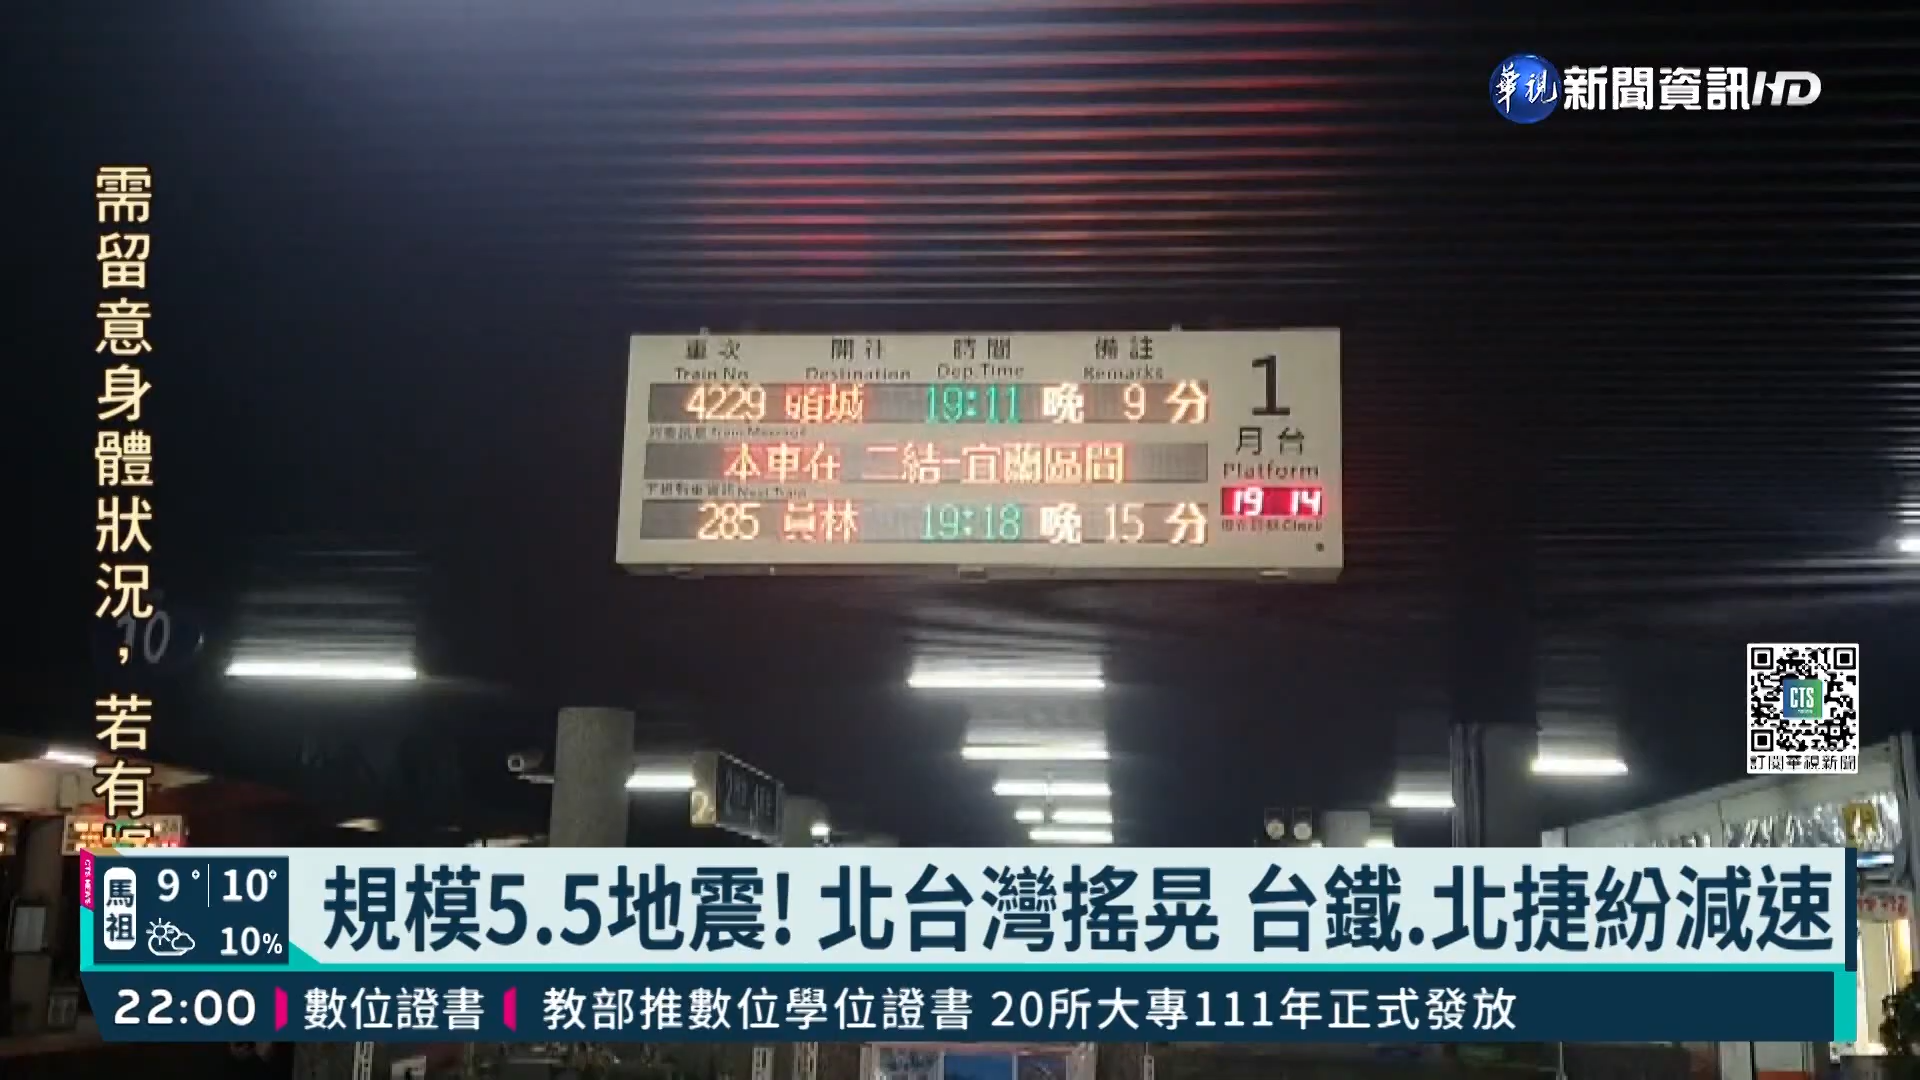 華視 新聞資訊HD
需留意身體狀況，若有
車次 開往 時間 備註
Train No. Destination Dep.Time Remarks
4229 頭城 19:11 晚 9 分
本車在 二結-宜蘭區間
285 員林 19:18 晚 15 分
1
月台
Platform
19 14
CTS
訂閱華視新聞
CTS NEWS
馬祖
9° 10°
10%
規模5.5地震! 北台灣搖晃 台鐵.北捷紛減速
22:00 數位證書 教部推數位學位證書 20所大專111年正式發放